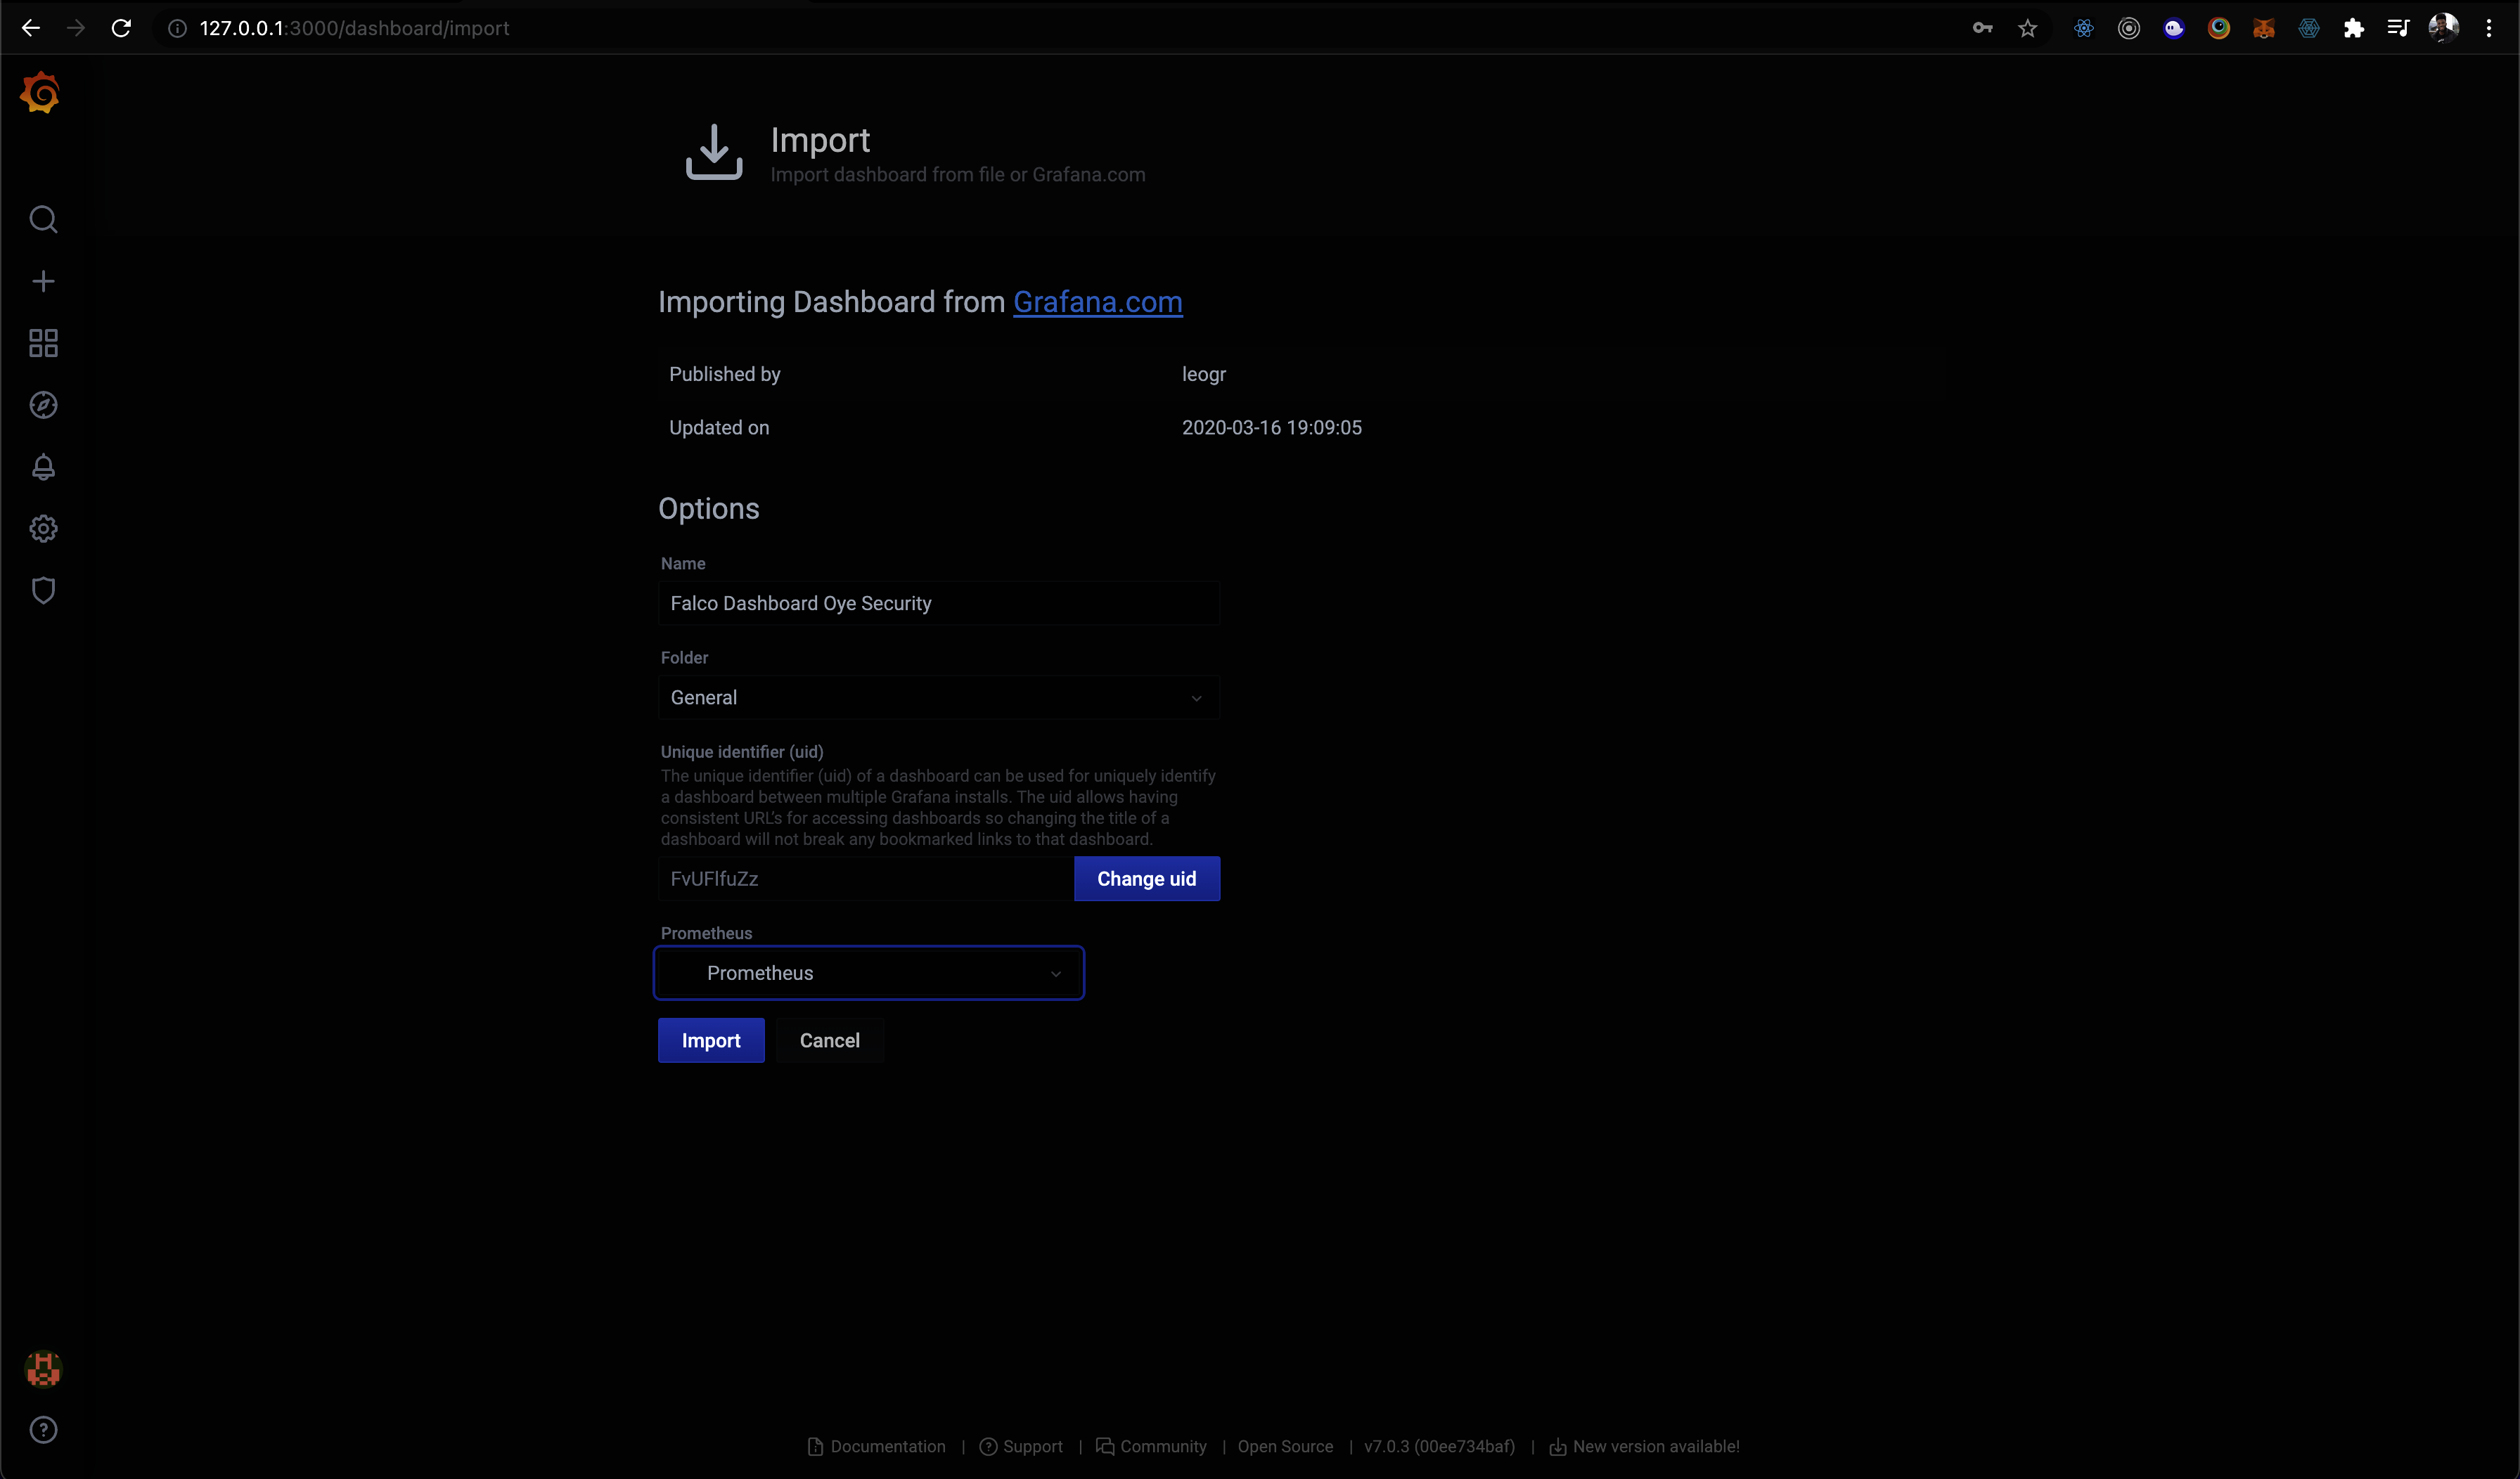 127.0.0.1:3000/dashboard/import
Import
Import dashboard from file or Grafana.com
Importing Dashboard from Grafana.com
Published by leogr
Updated on 2020-03-16 19:09:05
Options
Name
Falco Dashboard Oye Security
Folder
General
Unique identifier (uid)
The unique identifier (uid) of a dashboard can be used for uniquely identify
a dashboard between multiple Grafana installs. The uid allows having
consistent URL's for accessing dashboards so changing the title of a
dashboard will not break any bookmarked links to that dashboard.
FvUFlfuZz Change uid
Prometheus
Prometheus
Import Cancel
Documentation | Support | Community | Open Source | v7.0.3 (00ee734baf) | New version available!